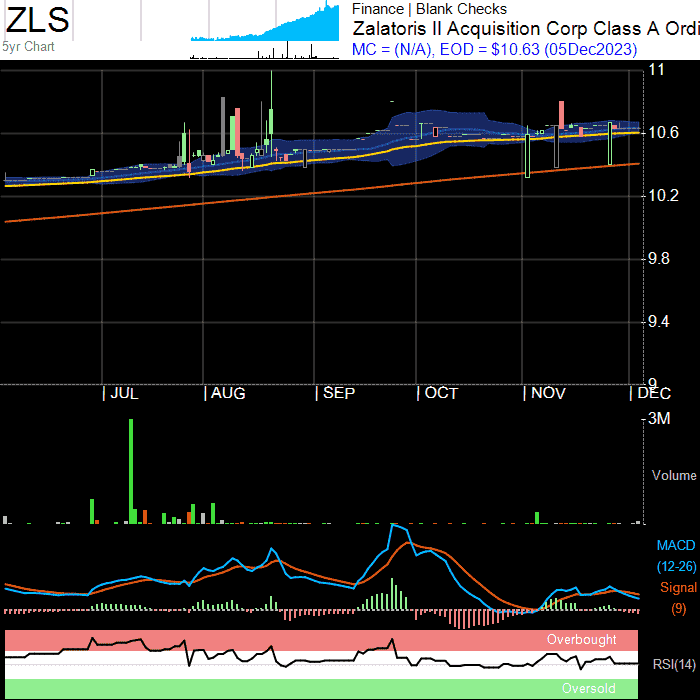 ZLS
5yr Chart
Finance | Blank Checks
Zalatoris II Acquisition Corp Class A Ordi
MC = (N/A), EOD = $10.63 (05Dec2023)
11
10.6
10.2
9.8
9.4
9
JUL AUG SEP OCT NOV DEC
3M
Volume
MACD
(12-26)
Signal
(9)
Overbought
RSI(14)
Oversold